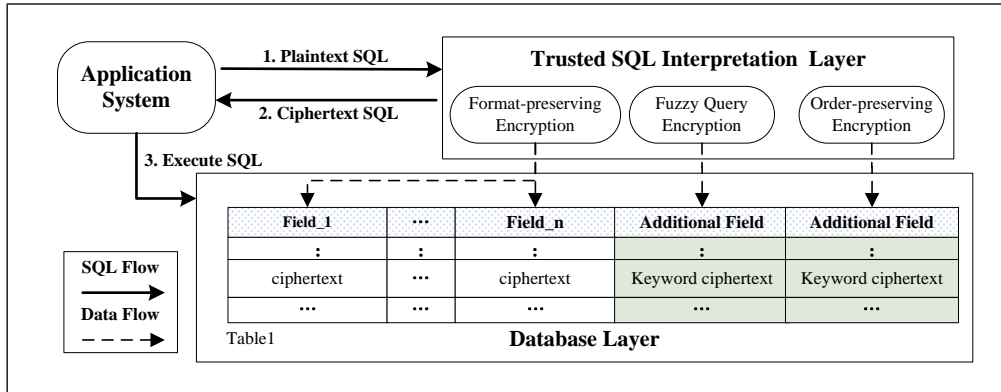 Application
System
1. Plaintext SQL
2. Ciphertext SQL
3. Execute SQL
Trusted SQL Interpretation Layer
Format-preserving
Encryption
Fuzzy Query
Encryption
Order-preserving
Encryption
Field_1 ... Field_n Additional Field Additional Field
: : : : :
ciphertext ... ciphertext Keyword ciphertext Keyword ciphertext
... ... ... ... ...
Table1
Database Layer
SQL Flow
Data Flow